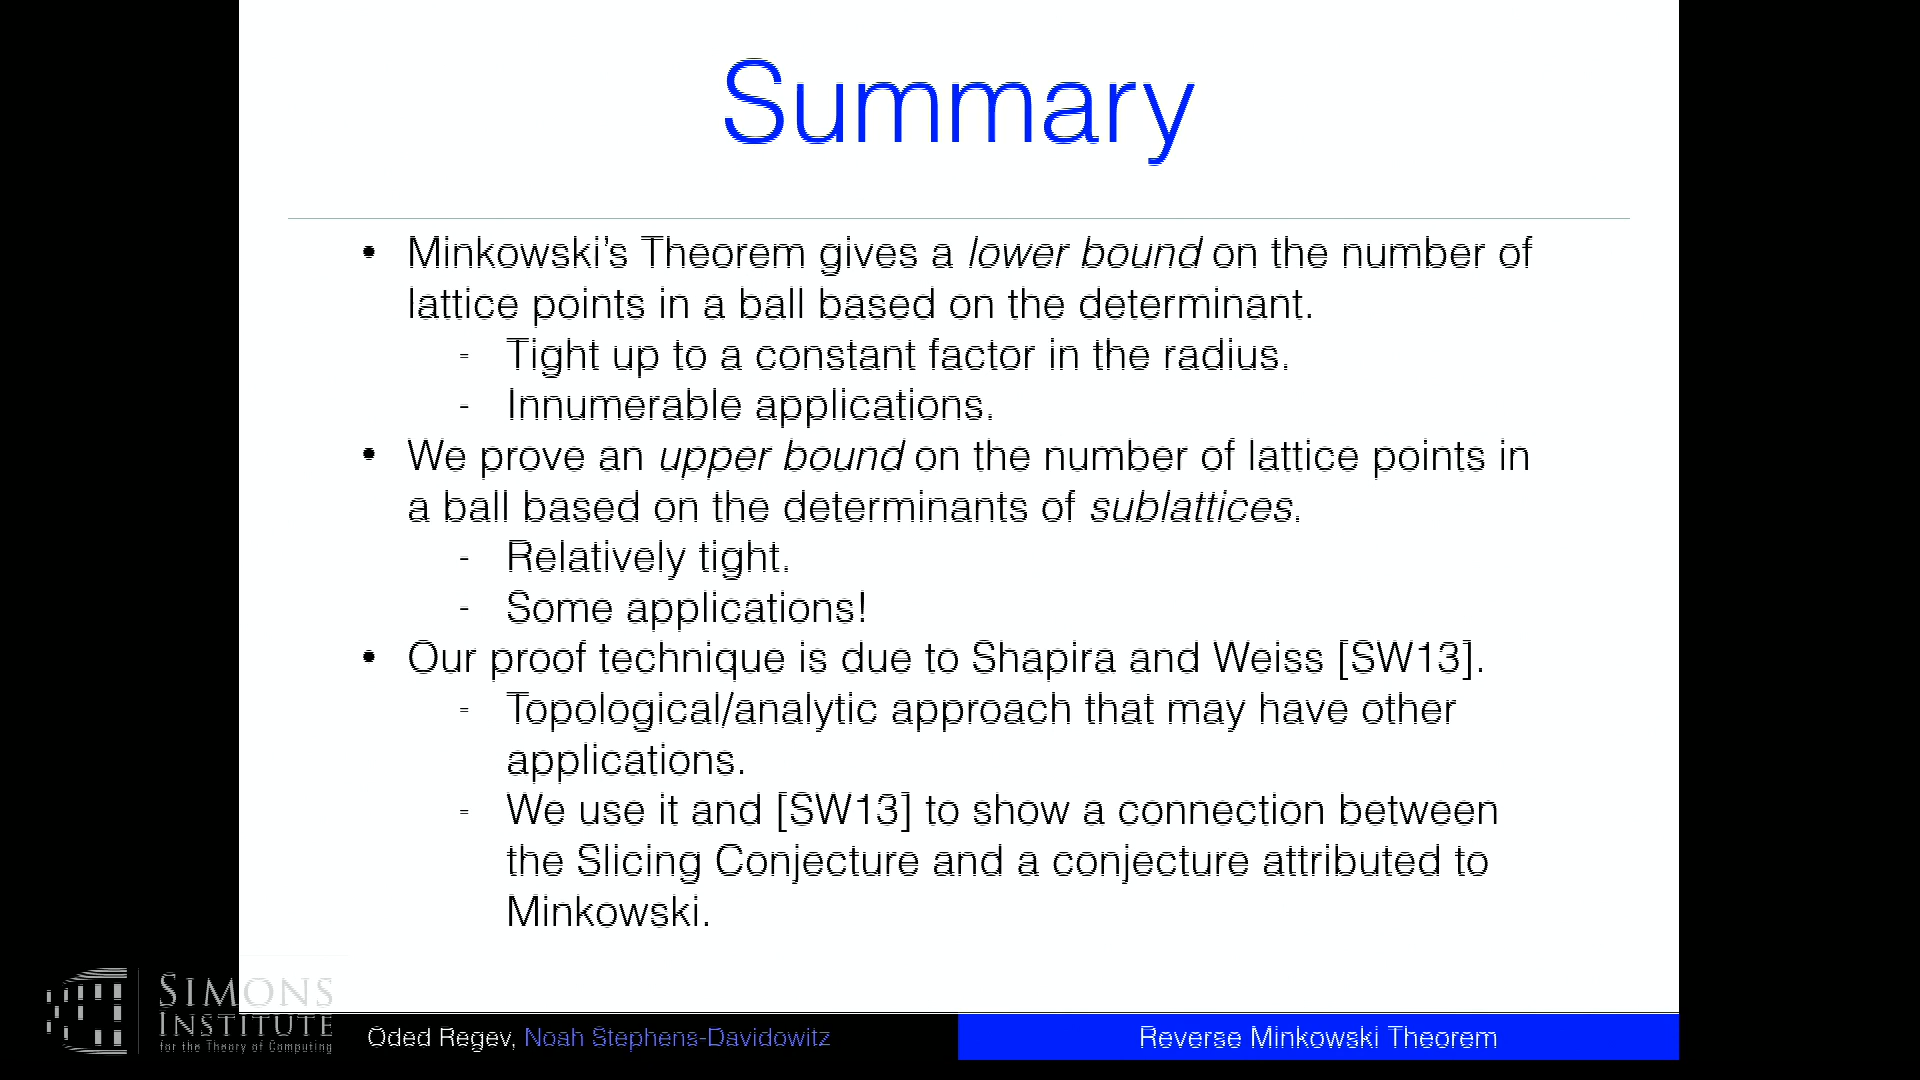 Summary
• Minkowski's Theorem gives a lower bound on the number of
lattice points in a ball based on the determinant.
- Tight up to a constant factor in the radius.
- Innumerable applications.
• We prove an upper bound on the number of lattice points in
a ball based on the determinants of sublattices.
- Relatively tight.
- Some applications!
• Our proof technique is due to Shapira and Weiss [SW13].
- Topological/analytic approach that may have other
applications.
- We use it and [SW13] to show a connection between
the Slicing Conjecture and a conjecture attributed to
Minkowski.
SIMONS
INSTITUTE
for the Theory of Computing
Oded Regev, Noah Stephens-Davidowitz
Reverse Minkowski Theorem